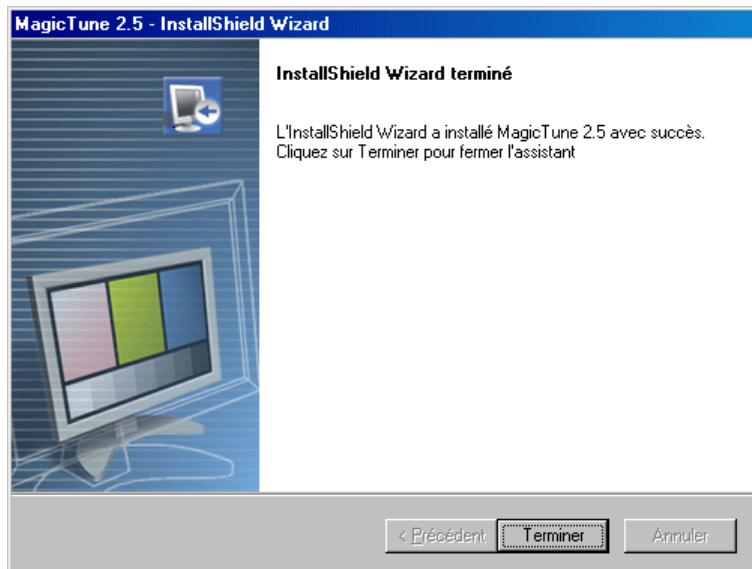 MagicTune 2.5 - InstallShield Wizard
InstallShield Wizard terminé
L'InstallShield Wizard a installé MagicTune 2.5 avec succès.
Cliquez sur Terminer pour fermer l'assistant
< Précédent
Terminer
Annuler